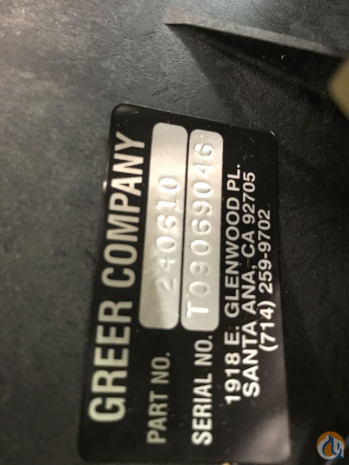 GREER COMPANY
PART NO. 240610
SERIAL NO. T09069046
1918 E. GLENWOOD PL.
SANTA ANA, CA 92705
(714) 259-9702